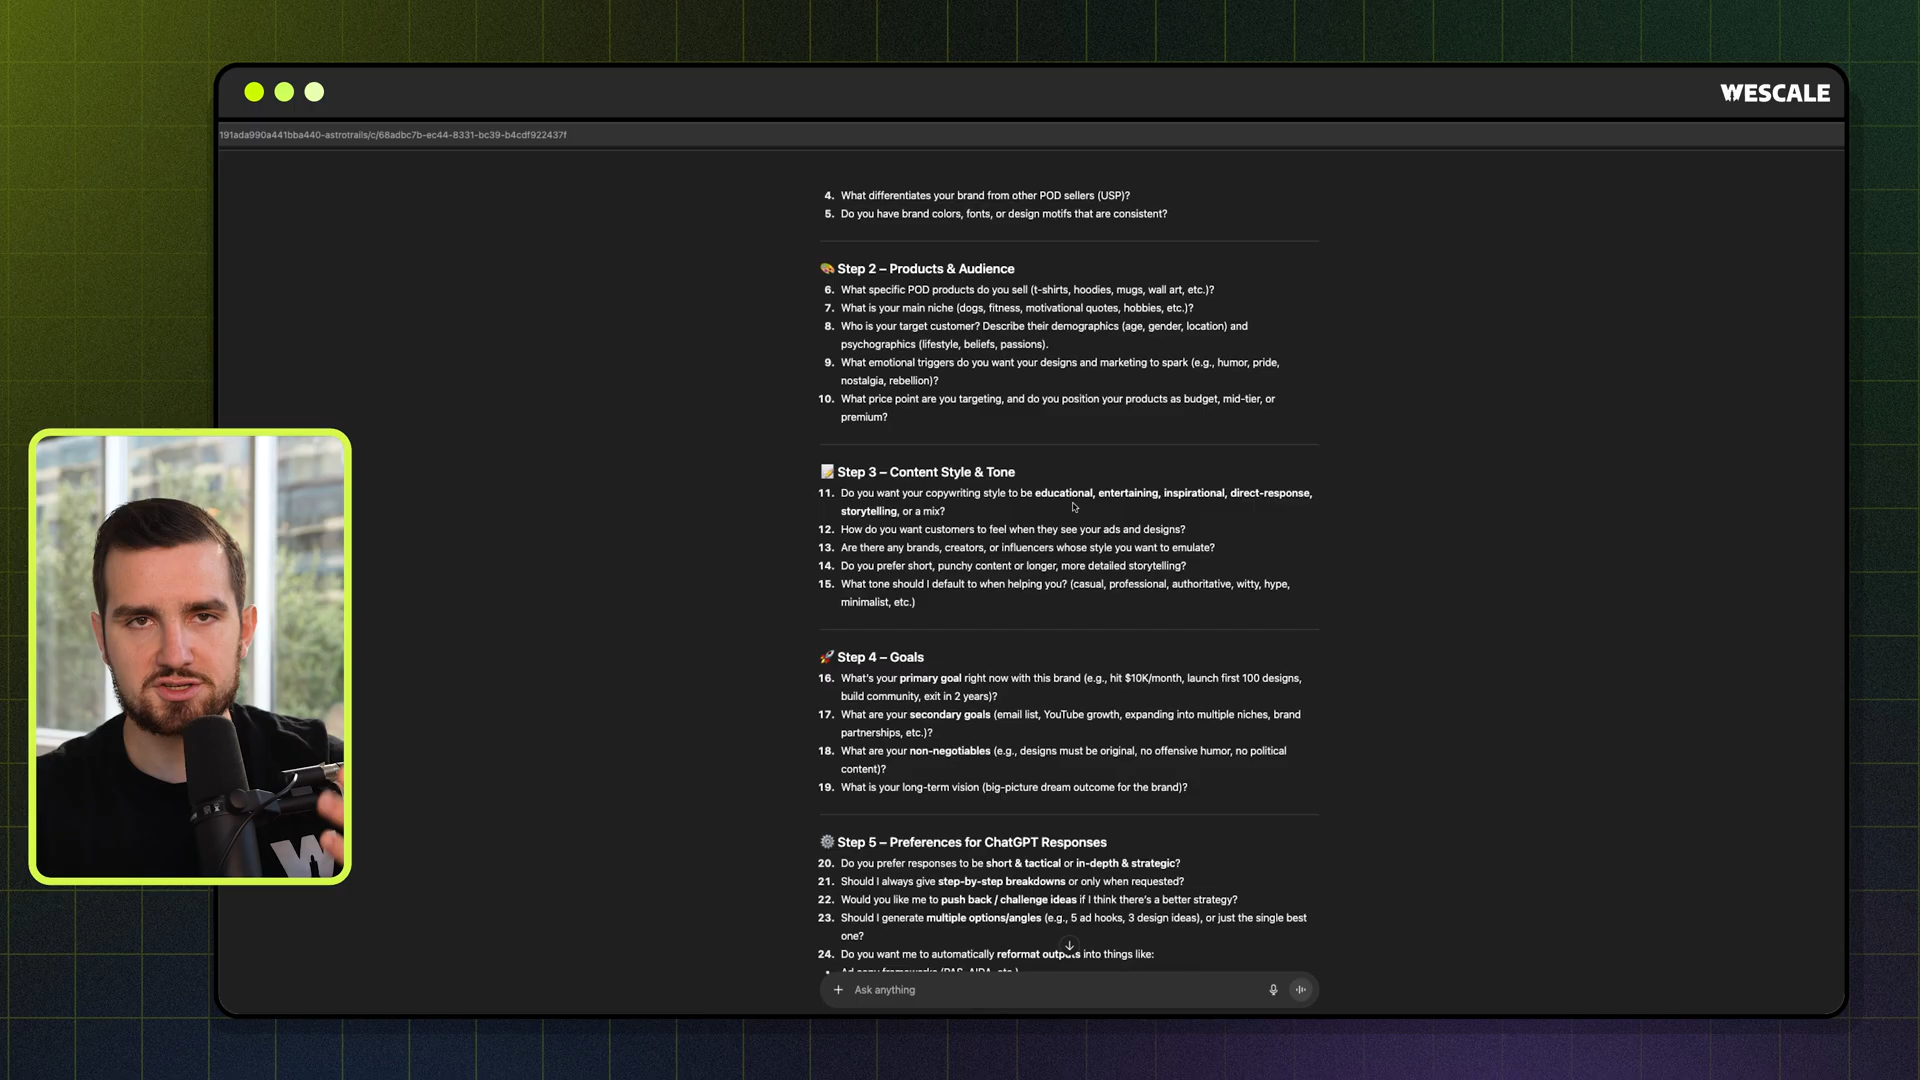 WESCALE
191ada990a441bba440-astrotrails/c/68adbc7b-ec44-8331-bc39-b4cdf922437f
4. What differentiates your brand from other POD sellers (USP)?
5. Do you have brand colors, fonts, or design motifs that are consistent?
🎨 Step 2 – Products & Audience
6. What specific POD products do you sell (t-shirts, hoodies, mugs, wall art, etc.)?
7. What is your main niche (dogs, fitness, motivational quotes, hobbies, etc.)?
8. Who is your target customer? Describe their demographics (age, gender, location) and
psychographics (lifestyle, beliefs, passions).
9. What emotional triggers do you want your designs and marketing to spark (e.g., humor, pride,
nostalgia, rebellion)?
10. What price point are you targeting, and do you position your products as budget, mid-tier, or
premium?
📝 Step 3 – Content Style & Tone
11. Do you want your copywriting style to be educational, entertaining, inspirational, direct-response,
storytelling, or a mix?
12. How do you want customers to feel when they see your ads and designs?
13. Are there any brands, creators, or influencers whose style you want to emulate?
14. Do you prefer short, punchy content or longer, more detailed storytelling?
15. What tone should I default to when helping you? (casual, professional, authoritative, witty, hype,
minimalist, etc.)
🚀 Step 4 – Goals
16. What's your primary goal right now with this brand (e.g., hit $10K/month, launch first 100 designs,
build community, exit in 2 years)?
17. What are your secondary goals (email list, YouTube growth, expanding into multiple niches, brand
partnerships, etc.)?
18. What are your non-negotiables (e.g., designs must be original, no offensive humor, no political
content)?
19. What is your long-term vision (big-picture dream outcome for the brand)?
⚙️ Step 5 – Preferences for ChatGPT Responses
20. Do you prefer responses to be short & tactical or in-depth & strategic?
21. Should I always give step-by-step breakdowns or only when requested?
22. Would you like me to push back / challenge ideas if I think there's a better strategy?
23. Should I generate multiple options/angles (e.g., 5 ad hooks, 3 design ideas), or just the single best
one?
24. Do you want me to automatically reformat outputs into things like:
Ad copy frameworks (PAS, AIDA, etc.)
Ask anything
W